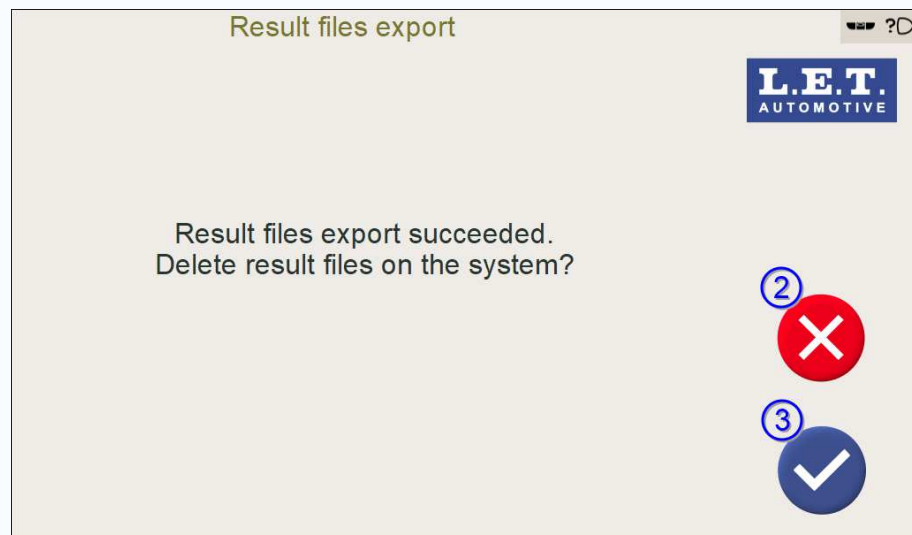 Result files export
?
L.E.T.
AUTOMOTIVE
Result files export succeeded.
Delete result files on the system?
2
3